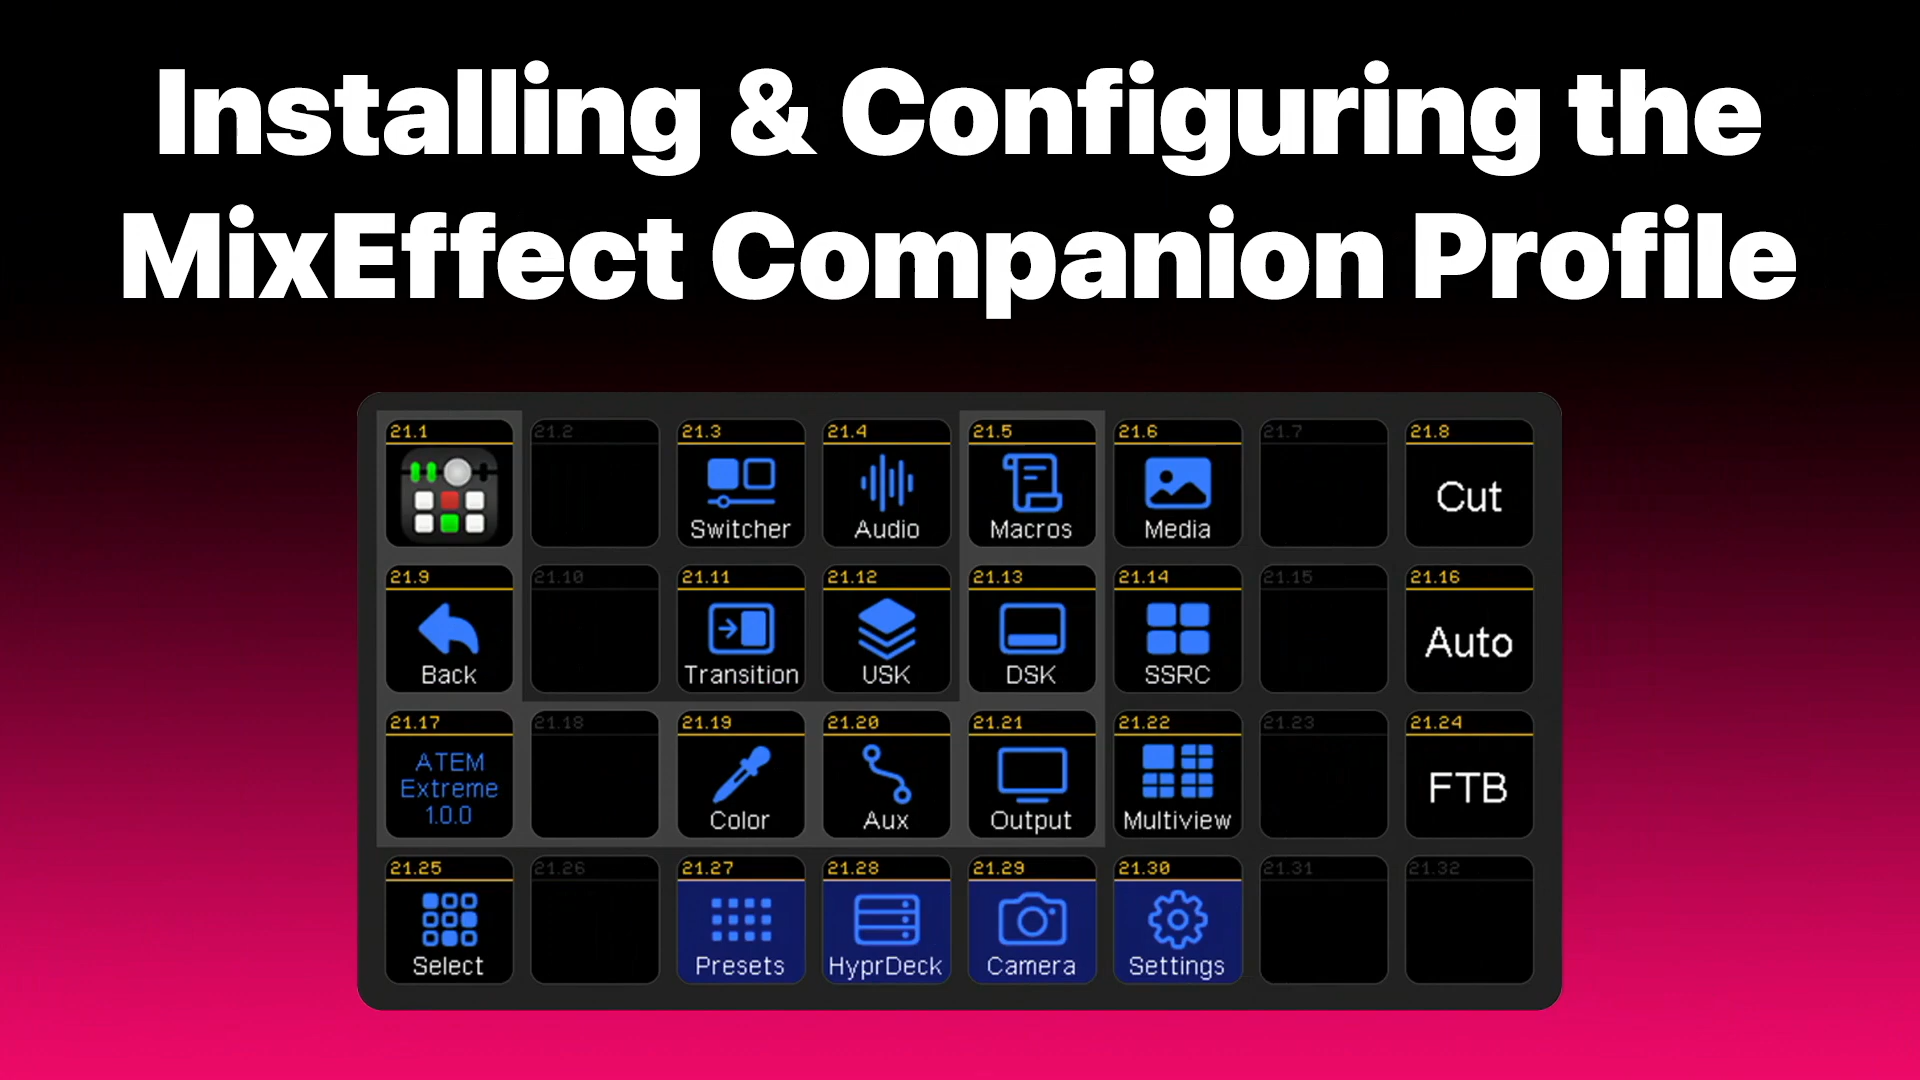 Installing & Configuring the
MixEffect Companion Profile
21.1
21.2
21.3
Switcher
21.4
Audio
21.5
Macros
21.6
Media
21.7
21.8
Cut
21.9
Back
21.10
21.11
Transition
21.12
USK
21.13
DSK
21.14
SSRC
21.15
21.16
Auto
21.17
ATEM
Extreme
1.0.0
21.18
21.19
Color
21.20
Aux
21.21
Output
21.22
Multiview
21.23
21.24
FTB
21.25
Select
21.26
21.27
Presets
21.28
HyprDeck
21.29
Camera
21.30
Settings
21.31
21.32